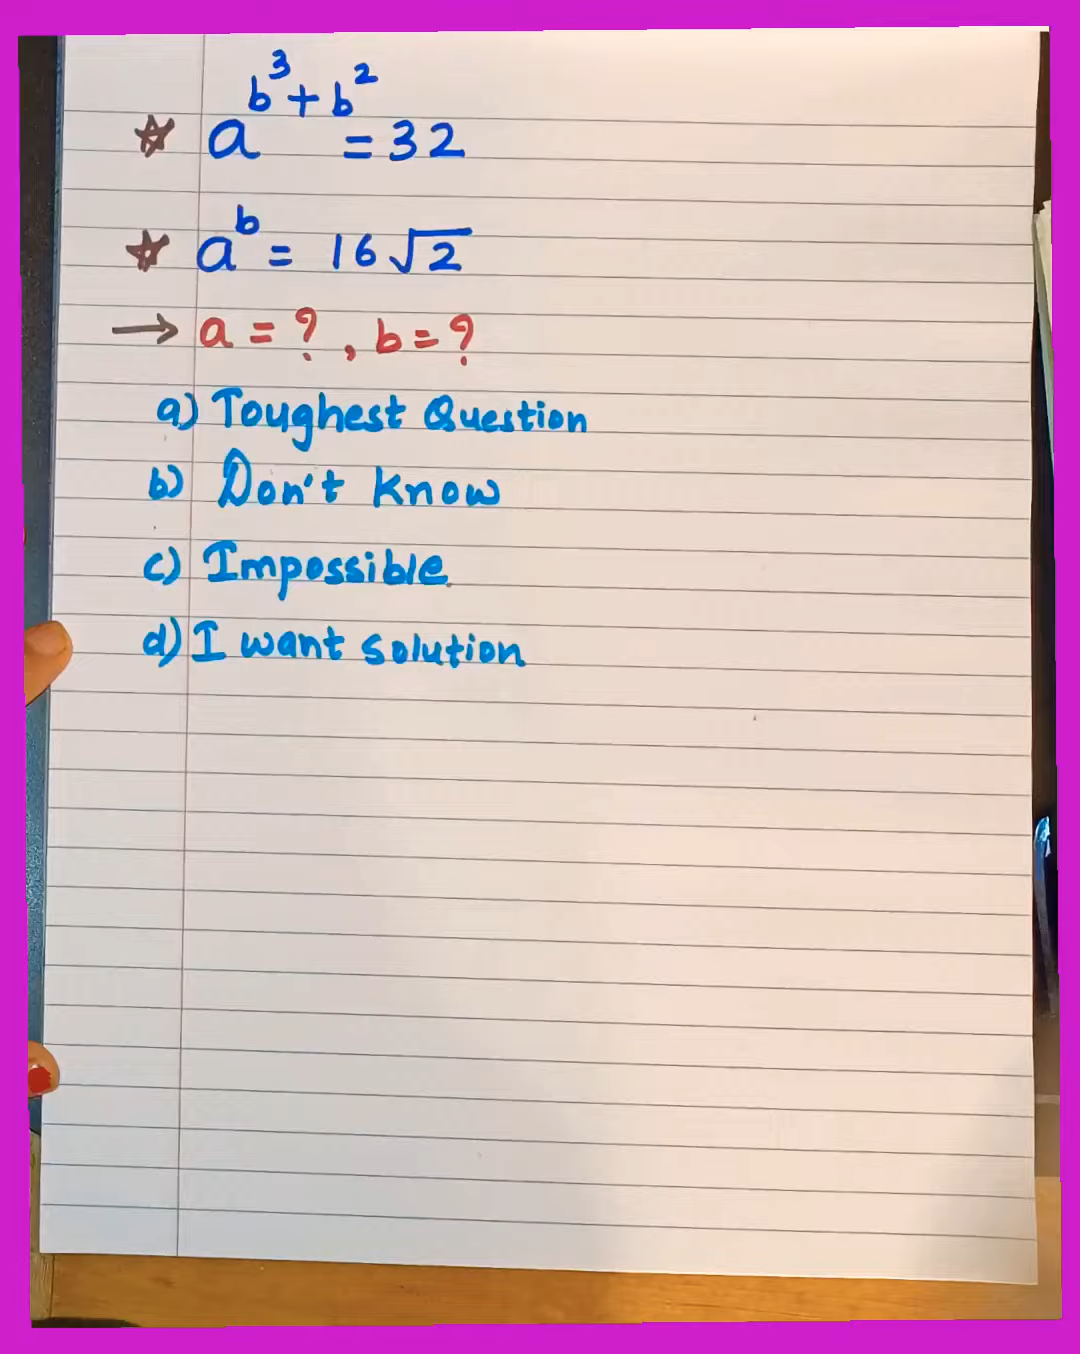 ☆ a^(b³+b²) = 32
☆ a^b = 16√2
→ a = ?, b = ?
a) Toughest Question
b) Don't know
c) Impossible
d) I want solution